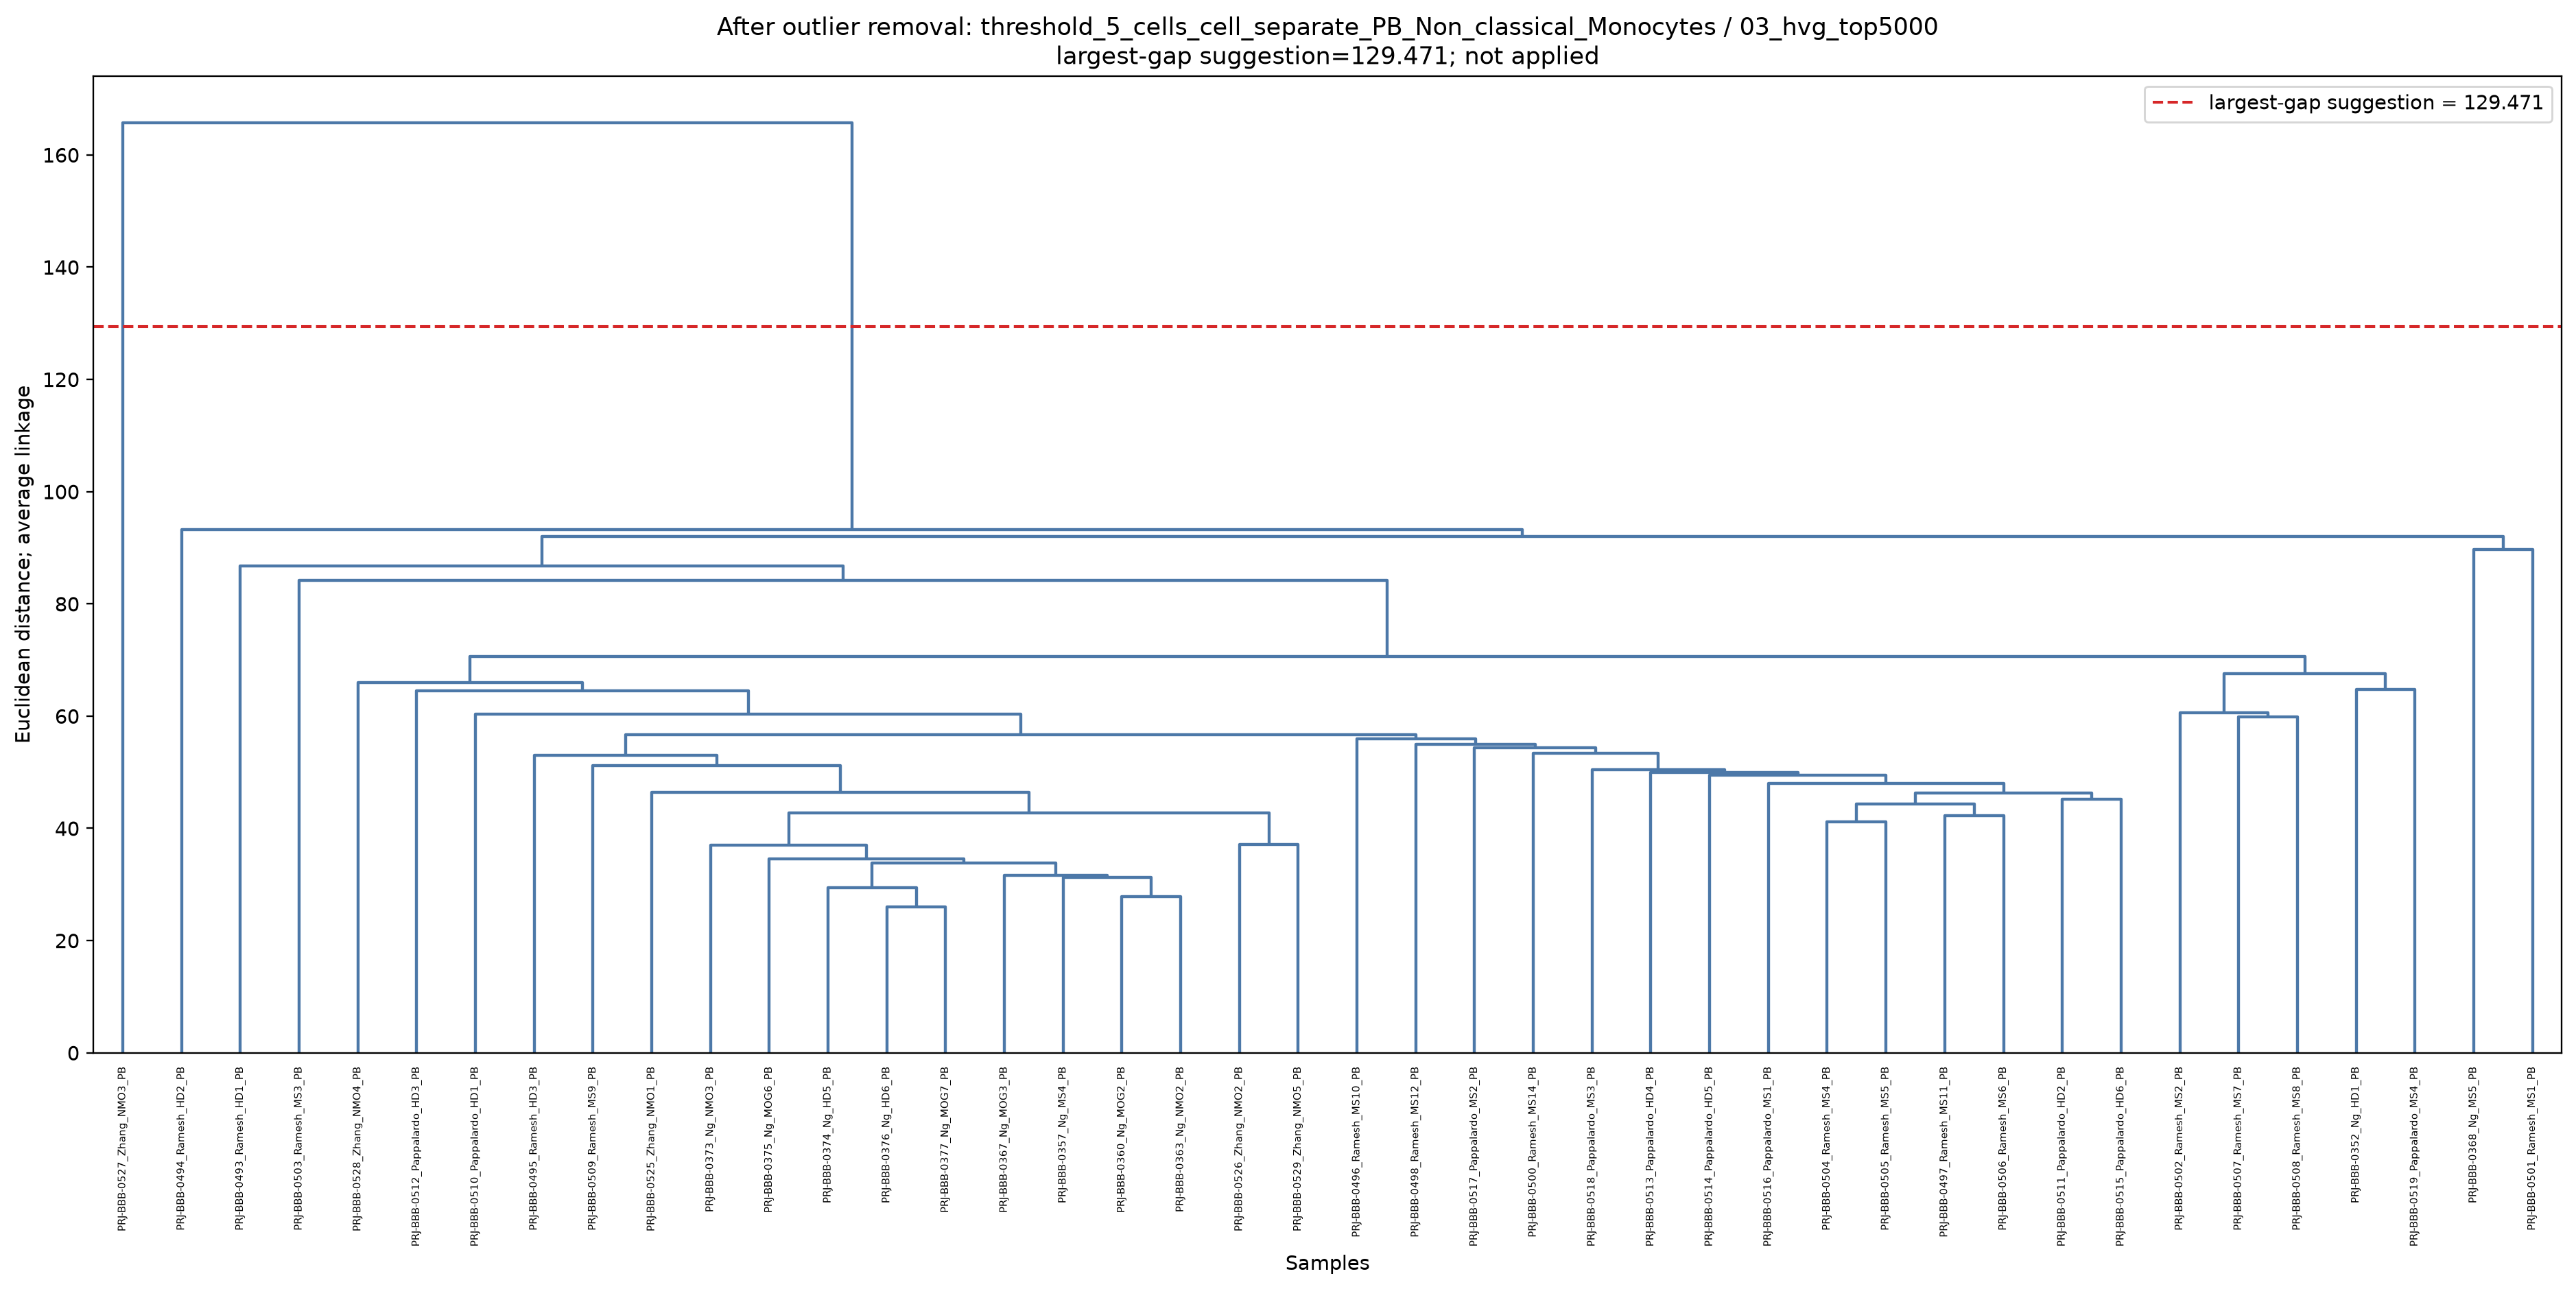 After outlier removal: threshold_5_cells_cell_separate_PB_Non_classical_Monocytes / 03_hvg_top5000
largest-gap suggestion=129.471; not applied
largest-gap suggestion = 129.471
Euclidean distance; average linkage
160
140
120
100
80
60
40
20
0
PRJ-BBB-0527_Zhang_NMO3_PB
PRJ-BBB-0494_Ramesh_HD2_PB
PRJ-BBB-0493_Ramesh_HD1_PB
PRJ-BBB-0503_Ramesh_MS3_PB
PRJ-BBB-0528_Zhang_NMO4_PB
PRJ-BBB-0512_Pappalardo_HD3_PB
PRJ-BBB-0510_Pappalardo_HD1_PB
PRJ-BBB-0495_Ramesh_HD3_PB
PRJ-BBB-0509_Ramesh_MS9_PB
PRJ-BBB-0525_Zhang_NMO1_PB
PRJ-BBB-0373_Ng_NMO3_PB
PRJ-BBB-0375_Ng_MOG6_PB
PRJ-BBB-0374_Ng_HD5_PB
PRJ-BBB-0376_Ng_HD6_PB
PRJ-BBB-0377_Ng_MOG7_PB
PRJ-BBB-0367_Ng_MOG3_PB
PRJ-BBB-0357_Ng_MS4_PB
PRJ-BBB-0360_Ng_MOG2_PB
PRJ-BBB-0363_Ng_NMO2_PB
PRJ-BBB-0526_Zhang_NMO2_PB
PRJ-BBB-0529_Zhang_NMO5_PB
PRJ-BBB-0496_Ramesh_MS10_PB
PRJ-BBB-0498_Ramesh_MS12_PB
PRJ-BBB-0517_Pappalardo_MS2_PB
PRJ-BBB-0500_Ramesh_MS14_PB
PRJ-BBB-0518_Pappalardo_MS3_PB
PRJ-BBB-0513_Pappalardo_HD4_PB
PRJ-BBB-0514_Pappalardo_HD5_PB
PRJ-BBB-0516_Pappalardo_MS1_PB
PRJ-BBB-0504_Ramesh_MS4_PB
PRJ-BBB-0505_Ramesh_MS5_PB
PRJ-BBB-0497_Ramesh_MS11_PB
PRJ-BBB-0506_Ramesh_MS6_PB
PRJ-BBB-0511_Pappalardo_HD2_PB
PRJ-BBB-0515_Pappalardo_HD6_PB
PRJ-BBB-0502_Ramesh_MS2_PB
PRJ-BBB-0507_Ramesh_MS7_PB
PRJ-BBB-0508_Ramesh_MS8_PB
PRJ-BBB-0352_Ng_HD1_PB
PRJ-BBB-0519_Pappalardo_MS4_PB
PRJ-BBB-0368_Ng_MS5_PB
PRJ-BBB-0501_Ramesh_MS1_PB
Samples